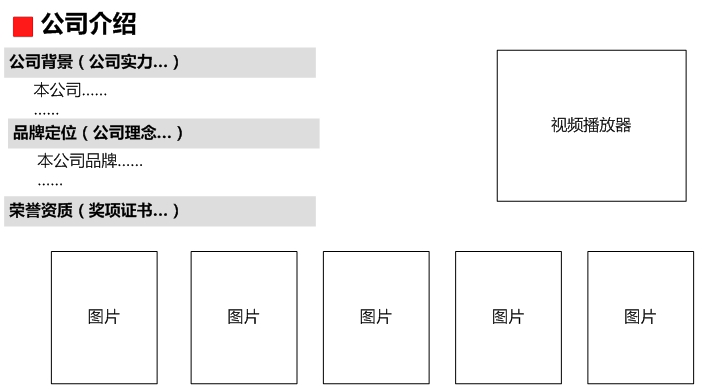 公司介绍
公司背景（公司实力...）
本公司......
......
品牌定位（公司理念...）
本公司品牌......
......
荣誉资质（奖项证书...）
视频播放器
图片
图片
图片
图片
图片